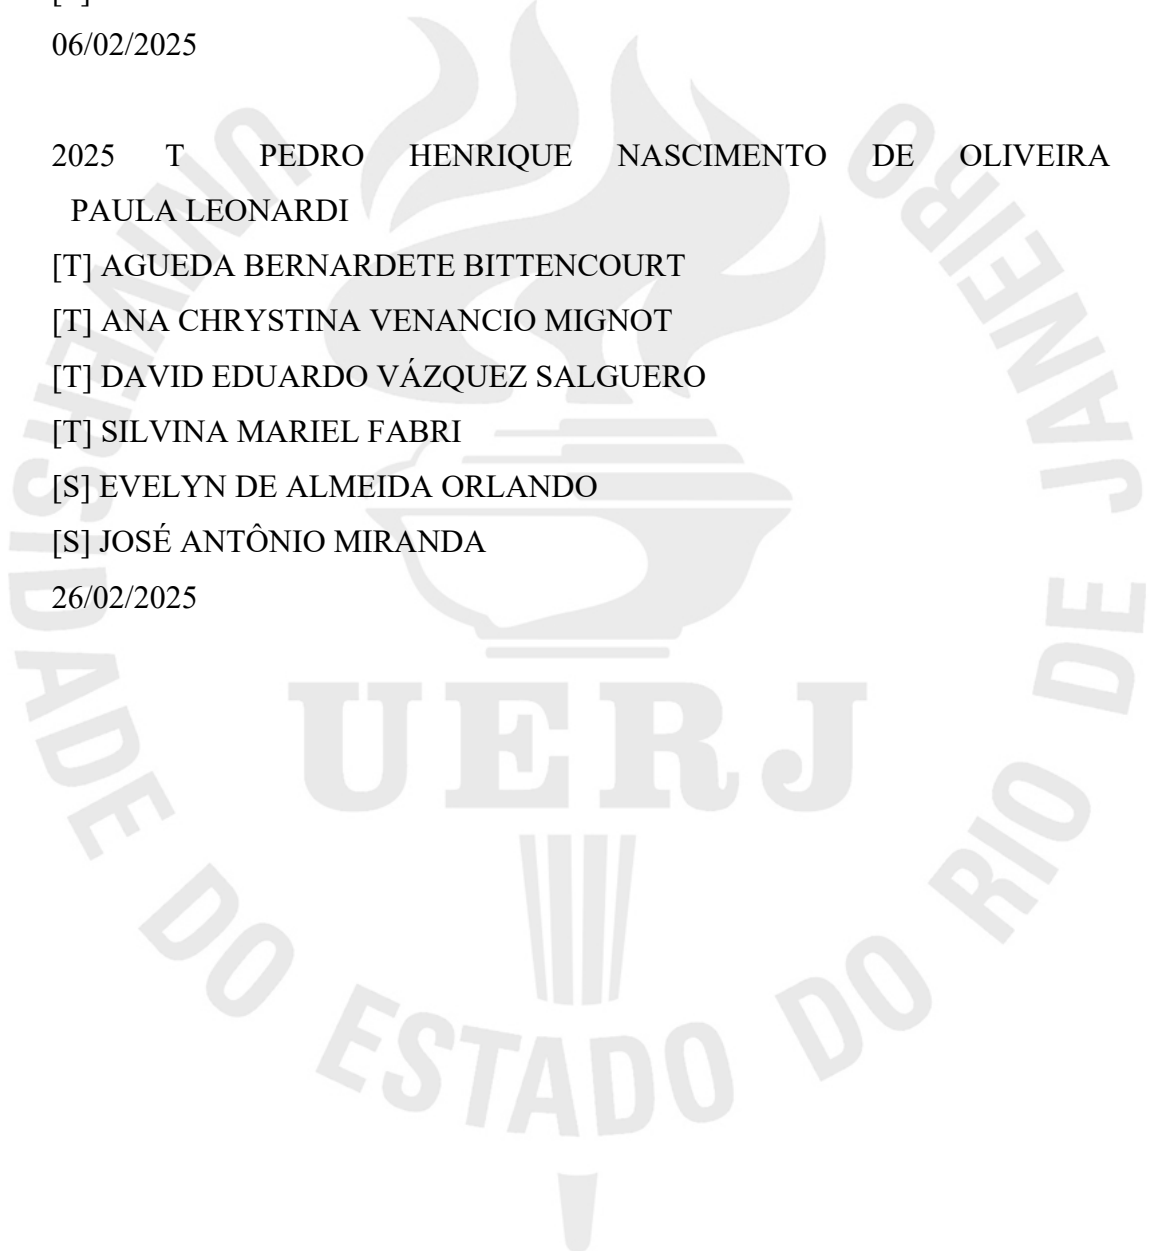 06/02/2025
2025 T PEDRO HENRIQUE NASCIMENTO DE OLIVEIRA
PAULA LEONARDI
[T] AGUEDA BERNARDETE BITTENCOURT
[T] ANA CHRYSTINA VENANCIO MIGNOT
[T] DAVID EDUARDO VÁZQUEZ SALGUERO
[T] SILVINA MARIEL FABRI
[S] EVELYN DE ALMEIDA ORLANDO
[S] JOSÉ ANTÔNIO MIRANDA
26/02/2025
UERJ
UNIVERSIDADE DO ESTADO DO RIO DE JANEIRO